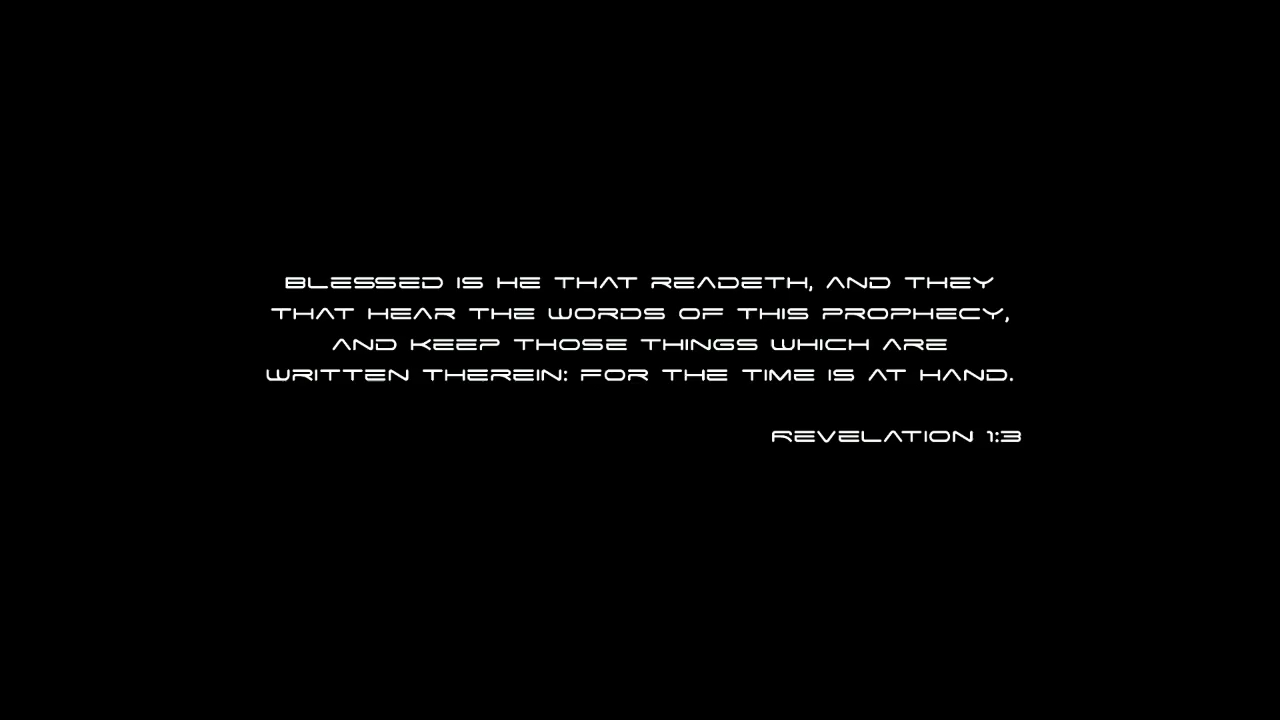 BLESSED IS HE THAT READETH, AND THEY
THAT HEAR THE WORDS OF THIS PROPHECY,
AND KEEP THOSE THINGS WHICH ARE
WRITTEN THEREIN: FOR THE TIME IS AT HAND.
REVELATION 1:3